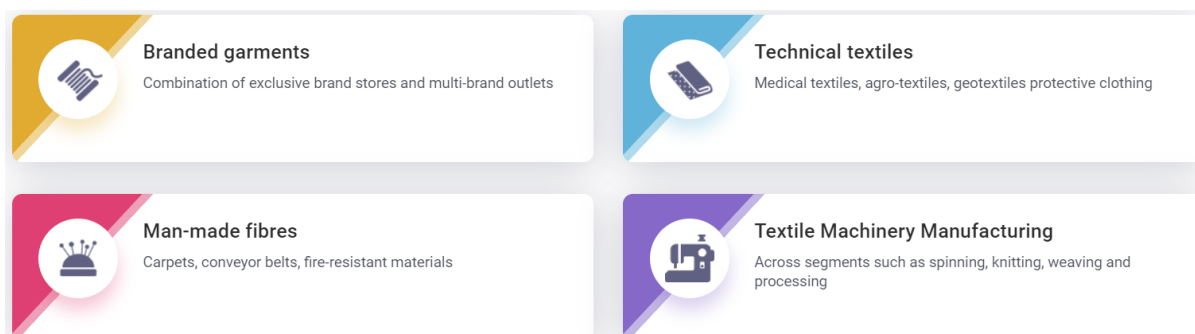 Branded garments
Combination of exclusive brand stores and multi-brand outlets
Technical textiles
Medical textiles, agro-textiles, geotextiles protective clothing
Man-made fibres
Carpets, conveyor belts, fire-resistant materials
Textile Machinery Manufacturing
Across segments such as spinning, knitting, weaving and
processing